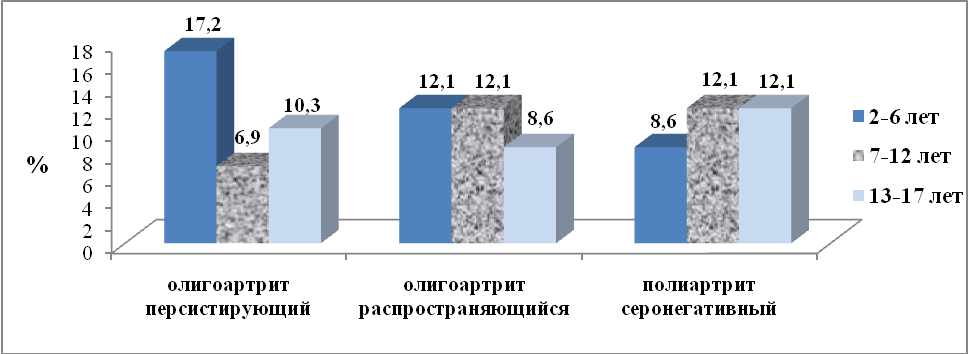 17,2
6,9
10,3
12,1
12,1
8,6
8,6
12,1
12,1
18
16
14
12
10
8
6
4
2
0
%
2-6 лет
7-12 лет
13-17 лет
олигоартрит
персистирующий
олигоартрит
распространяющийся
полиартрит
серонегативный